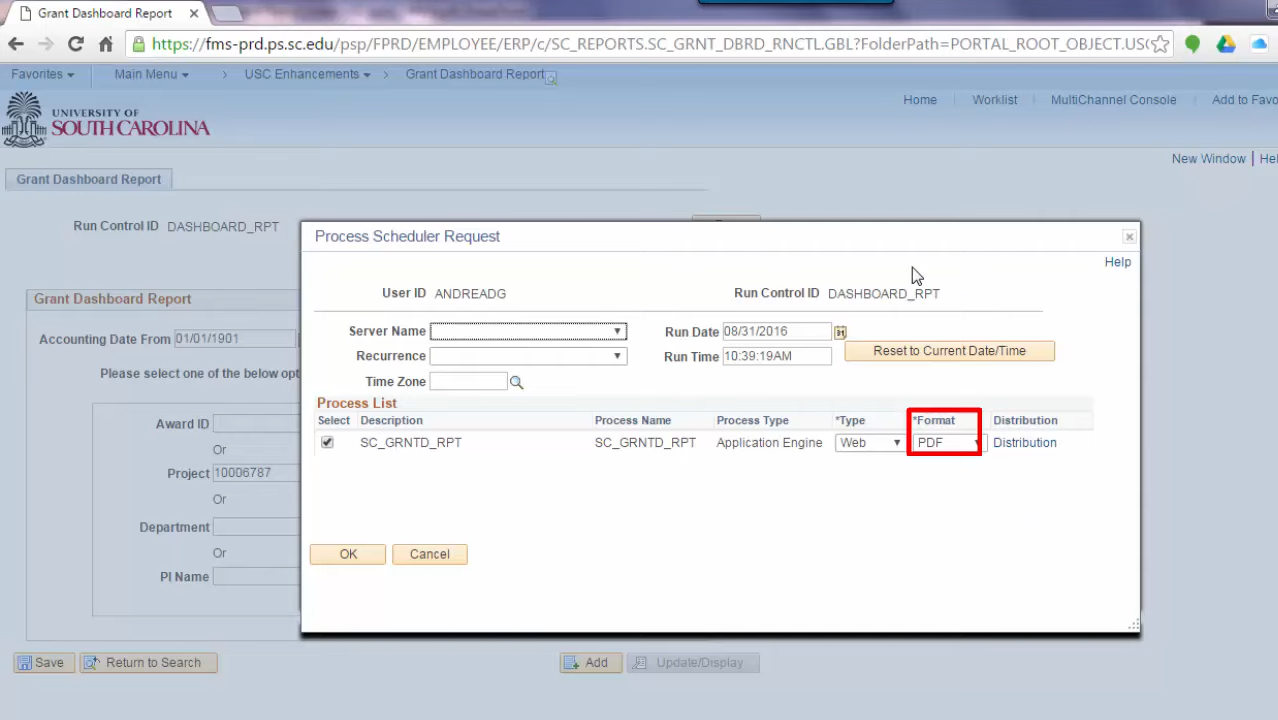 Grant Dashboard Report
https://fms-prd.ps.sc.edu/psp/FPRD/EMPLOYEE/ERP/c/SC_REPORTS.SC_GRNT_DBRD_RNCTL.GBL?FolderPath=PORTAL_ROOT_OBJECT.US
Favorites Main Menu > USC Enhancements > Grant Dashboard Report
UNIVERSITY OF
SOUTH CAROLINA
Home Worklist MultiChannel Console Add to Favo
New Window | Hel
Grant Dashboard Report
Run Control ID DASHBOARD_RPT
Process Scheduler Request
Help
User ID ANDREADG Run Control ID DASHBOARD_RPT
Grant Dashboard Report
Accounting Date From 01/01/1901
Please select one of the below opt
Server Name Run Date 08/31/2016
Recurrence Run Time 10:39:19AM Reset to Current Date/Time
Time Zone
Process List
Select Description Process Name Process Type *Type *Format Distribution
SC_GRNTD_RPT SC_GRNTD_RPT Application Engine Web PDF Distribution
Award ID
Or
Project 10006787
Or
Department
Or
PI Name
OK Cancel
Save Return to Search Add Update/Display